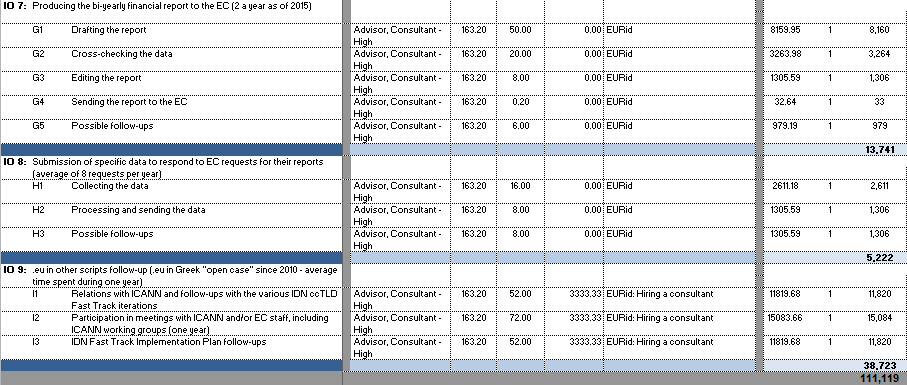 IO 7: Producing the bi-yearly financial report to the EC (2 a year as of 2015)
G1 Drafting the report Advisor, Consultant - High 163.20 50.00 0.00 EURid 8159.95 1 8,160
G2 Cross-checking the data Advisor, Consultant - High 163.20 20.00 0.00 EURid 3263.98 1 3,264
G3 Editing the report Advisor, Consultant - High 163.20 8.00 0.00 EURid 1305.59 1 1,306
G4 Sending the report to the EC Advisor, Consultant - High 163.20 0.20 0.00 EURid 32.64 1 33
G5 Possible follow-ups Advisor, Consultant - High 163.20 6.00 0.00 EURid 979.19 1 979
13,741
IO 8: Submission of specific data to respond to EC requests for their reports
(average of 8 requests per year)
H1 Collecting the data Advisor, Consultant - High 163.20 16.00 0.00 EURid 2611.18 1 2,611
H2 Processing and sending the data Advisor, Consultant - High 163.20 8.00 0.00 EURid 1305.59 1 1,306
H3 Possible follow-ups Advisor, Consultant - High 163.20 8.00 0.00 EURid 1305.59 1 1,306
5,222
IO 9: .eu in other scripts follow-up (.eu in Greek "open case" since 2010 - average
time spent during one year)
I1 Relations with ICANN and follow-ups with the various IDN ccTLD Fast Track iterations Advisor, Consultant - High 163.20 52.00 3333.33 EURid: Hiring a consultant 11819.68 1 11,820
I2 Participation in meetings with ICANN and/or EC staff, including ICANN working groups (one year) Advisor, Consultant - High 163.20 72.00 3333.33 EURid: Hiring a consultant 15083.66 1 15,084
I3 IDN Fast Track Implementation Plan follow-ups Advisor, Consultant - High 163.20 52.00 3333.33 EURid: Hiring a consultant 11819.68 1 11,820
38,723
111,119